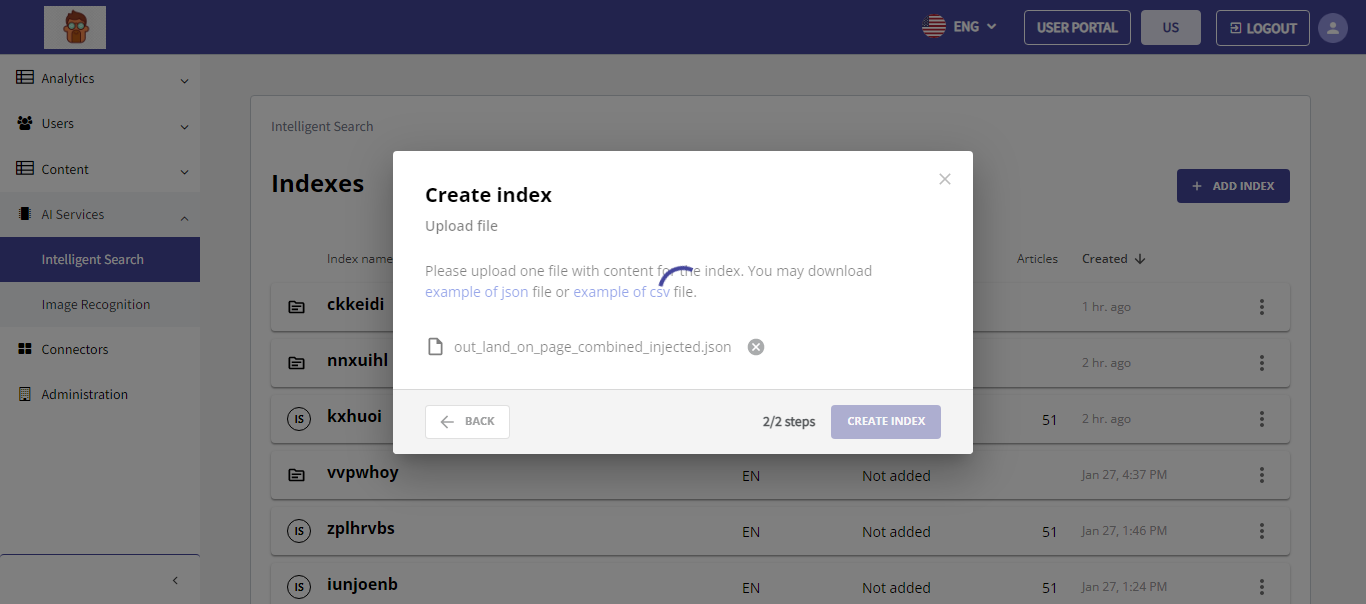 ENG
USER PORTAL
US
LOGOUT
Analytics
Users
Content
AI Services
Intelligent Search
Image Recognition
Connectors
Administration
Intelligent Search
Indexes
ADD INDEX
Index name
Articles
Created
ckkeidi
1 hr. ago
nnxuihl
2 hr. ago
IS kxhuoi 51 2 hr. ago
vvpwhoy EN Not added Jan 27, 4:37 PM
IS zplhrvbs EN Not added 51 Jan 27, 1:46 PM
IS iunjoenb EN Not added 51 Jan 27, 1:24 PM
Create index
Upload file
Please upload one file with content for the index. You may download
example of json file or example of csv file.
out_land_on_page_combined_injected.json
BACK
2/2 steps
CREATE INDEX